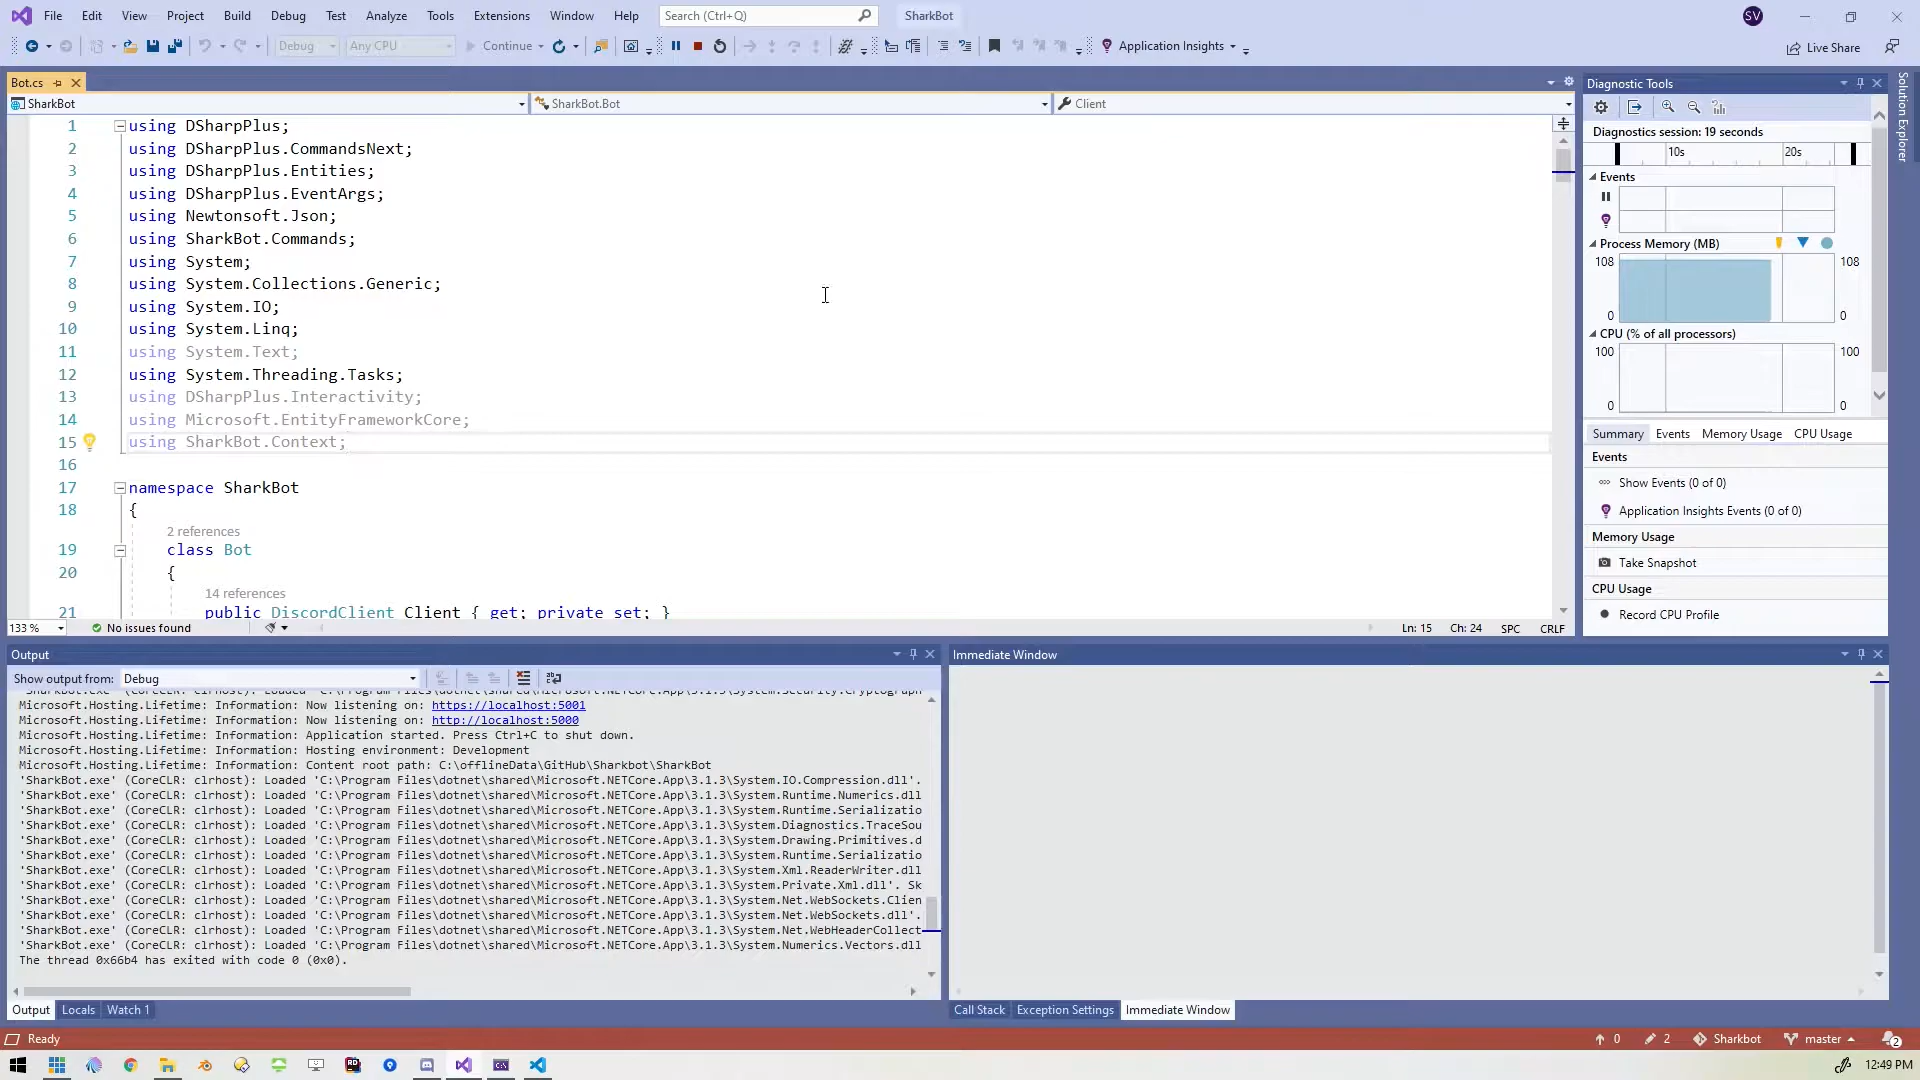 File Edit View Project Build Debug Test Analyze Tools Extensions Window Help Search (Ctrl+Q) SharkBot SV
Debug Any CPU Continue Application Insights Live Share
Bot.cs
SharkBot SharkBot.Bot Client
1 using DSharpPlus;
2 using DSharpPlus.CommandsNext;
3 using DSharpPlus.Entities;
4 using DSharpPlus.EventArgs;
5 using Newtonsoft.Json;
6 using SharkBot.Commands;
7 using System;
8 using System.Collections.Generic;
9 using System.IO;
10 using System.Linq;
11 using System.Text;
12 using System.Threading.Tasks;
13 using DSharpPlus.Interactivity;
14 using Microsoft.EntityFrameworkCore;
15 using SharkBot.Context;
16
17 namespace SharkBot
18 {
2 references
19 class Bot
20 {
14 references
21 public DiscordClient Client { get; private set; }
133 % No issues found Ln: 15 Ch: 24 SPC CRLF
Diagnostic Tools
Diagnostics session: 19 seconds
10s 20s
Events
Process Memory (MB)
108 108
0 0
CPU (% of all processors)
100 100
0 0
Summary Events Memory Usage CPU Usage
Events
Show Events (0 of 0)
Application Insights Events (0 of 0)
Memory Usage
Take Snapshot
CPU Usage
Record CPU Profile
Solution Explorer
Output
Show output from: Debug
'SharkBot.exe' (CoreCLR: clrhost): Loaded 'C:\Program Files\dotnet\shared\Microsoft.NETCore.App\3.1.3\System.Security.Cryptograph
Microsoft.Hosting.Lifetime: Information: Now listening on: https://localhost:5001
Microsoft.Hosting.Lifetime: Information: Now listening on: http://localhost:5000
Microsoft.Hosting.Lifetime: Information: Application started. Press Ctrl+C to shut down.
Microsoft.Hosting.Lifetime: Information: Hosting environment: Development
Microsoft.Hosting.Lifetime: Information: Content root path: C:\offlineData\GitHub\Sharkbot\SharkBot
'SharkBot.exe' (CoreCLR: clrhost): Loaded 'C:\Program Files\dotnet\shared\Microsoft.NETCore.App\3.1.3\System.IO.Compression.dll'.
'SharkBot.exe' (CoreCLR: clrhost): Loaded 'C:\Program Files\dotnet\shared\Microsoft.NETCore.App\3.1.3\System.Runtime.Numerics.dll
'SharkBot.exe' (CoreCLR: clrhost): Loaded 'C:\Program Files\dotnet\shared\Microsoft.NETCore.App\3.1.3\System.Runtime.Serializatio
'SharkBot.exe' (CoreCLR: clrhost): Loaded 'C:\Program Files\dotnet\shared\Microsoft.NETCore.App\3.1.3\System.Diagnostics.TraceSou
'SharkBot.exe' (CoreCLR: clrhost): Loaded 'C:\Program Files\dotnet\shared\Microsoft.NETCore.App\3.1.3\System.Drawing.Primitives.d
'SharkBot.exe' (CoreCLR: clrhost): Loaded 'C:\Program Files\dotnet\shared\Microsoft.NETCore.App\3.1.3\System.Runtime.Serializatio
'SharkBot.exe' (CoreCLR: clrhost): Loaded 'C:\Program Files\dotnet\shared\Microsoft.NETCore.App\3.1.3\System.Xml.ReaderWriter.dll
'SharkBot.exe' (CoreCLR: clrhost): Loaded 'C:\Program Files\dotnet\shared\Microsoft.NETCore.App\3.1.3\System.Private.Xml.dll'. Sk
'SharkBot.exe' (CoreCLR: clrhost): Loaded 'C:\Program Files\dotnet\shared\Microsoft.NETCore.App\3.1.3\System.Net.WebSockets.Clien
'SharkBot.exe' (CoreCLR: clrhost): Loaded 'C:\Program Files\dotnet\shared\Microsoft.NETCore.App\3.1.3\System.Net.WebSockets.dll'.
'SharkBot.exe' (CoreCLR: clrhost): Loaded 'C:\Program Files\dotnet\shared\Microsoft.NETCore.App\3.1.3\System.Net.WebHeaderCollect
'SharkBot.exe' (CoreCLR: clrhost): Loaded 'C:\Program Files\dotnet\shared\Microsoft.NETCore.App\3.1.3\System.Numerics.Vectors.dll
The thread 0x66b4 has exited with code 0 (0x0).
Output Locals Watch 1
Immediate Window
Call Stack Exception Settings Immediate Window
Ready 0 2 Sharkbot master 2
12:49 PM